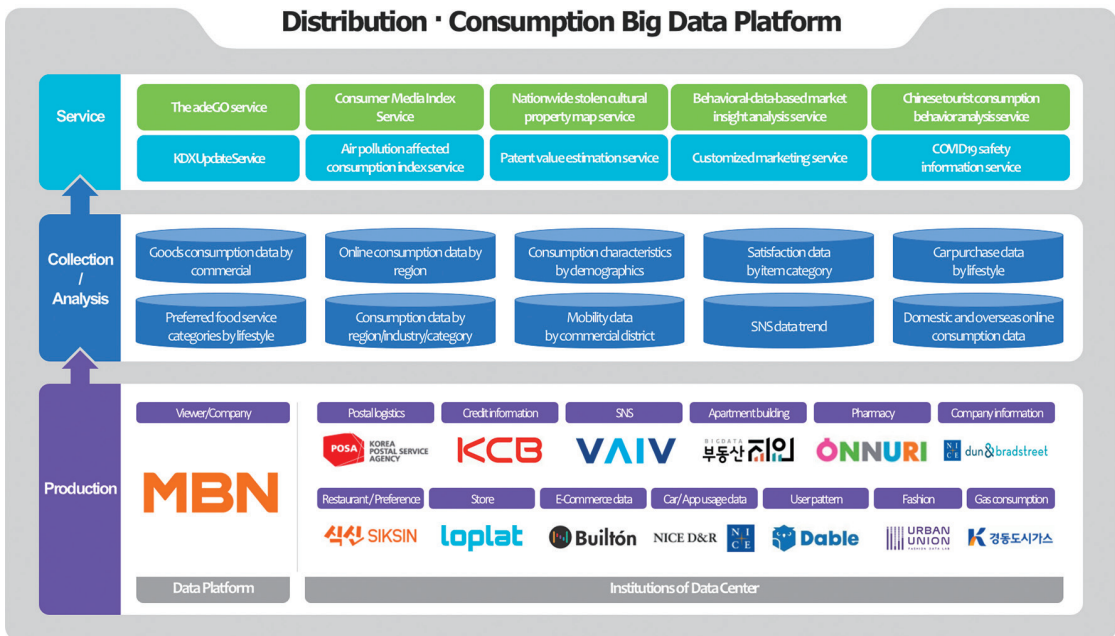 Distribution · Consumption Big Data Platform
Service
The adeGO service
Consumer Media Index
Service
Nationwide stolen cultural
property map service
Behavioral-data-based market
insight analysis service
Chinese tourist consumption
behavior analysis service
KDX Update Service
Air pollution affected
consumption index service
Patent value estimation service
Customized marketing service
COVID19 safety
information service
Collection
/
Analysis
Goods consumption data by
commercial
Online consumption data by
region
Consumption characteristics
by demographics
Satisfaction data
by item category
Car purchase data
by lifestyle
Preferred food service
categories by lifestyle
Consumption data by
region/industry/category
Mobility data
by commercial district
SNS data trend
Domestic and overseas online
consumption data
Production
Viewer/Company
MBN
Data Platform
Postal logistics
Credit information
SNS
Apartment building
Pharmacy
Company information
POSA
KOREA
POSTAL SERVICE
AGENCY
KCB
VAIV
BIGDATA
부동산지인
ONNURI
NICE
dun&bradstreet
Restaurant / Preference
Store
E-Commerce data
Car/ App usage data
User pattern
Fashion
Gas consumption
식신 SIKSIN
loplat
Builtón
NICE D&R
NICE
Dable
URBAN
UNION
FASHION DATA LAB
경동도시가스
Institutions of Data Center